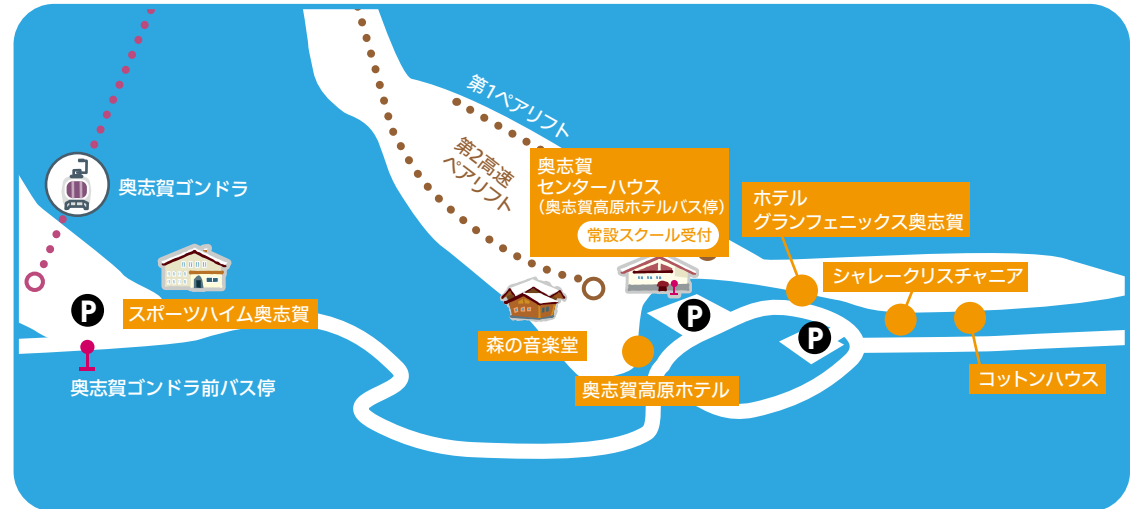 第1ペアリフト
第2高速
ペアリフト
奥志賀ゴンドラ
奥志賀
センターハウス
（奥志賀高原ホテルバス停）
常設スクール受付
ホテル
グランフェニックス奥志賀
シャレークリスチャニア
P
スポーツハイム奥志賀
P
P
森の音楽堂
奥志賀ゴンドラ前バス停
奥志賀高原ホテル
コットンハウス